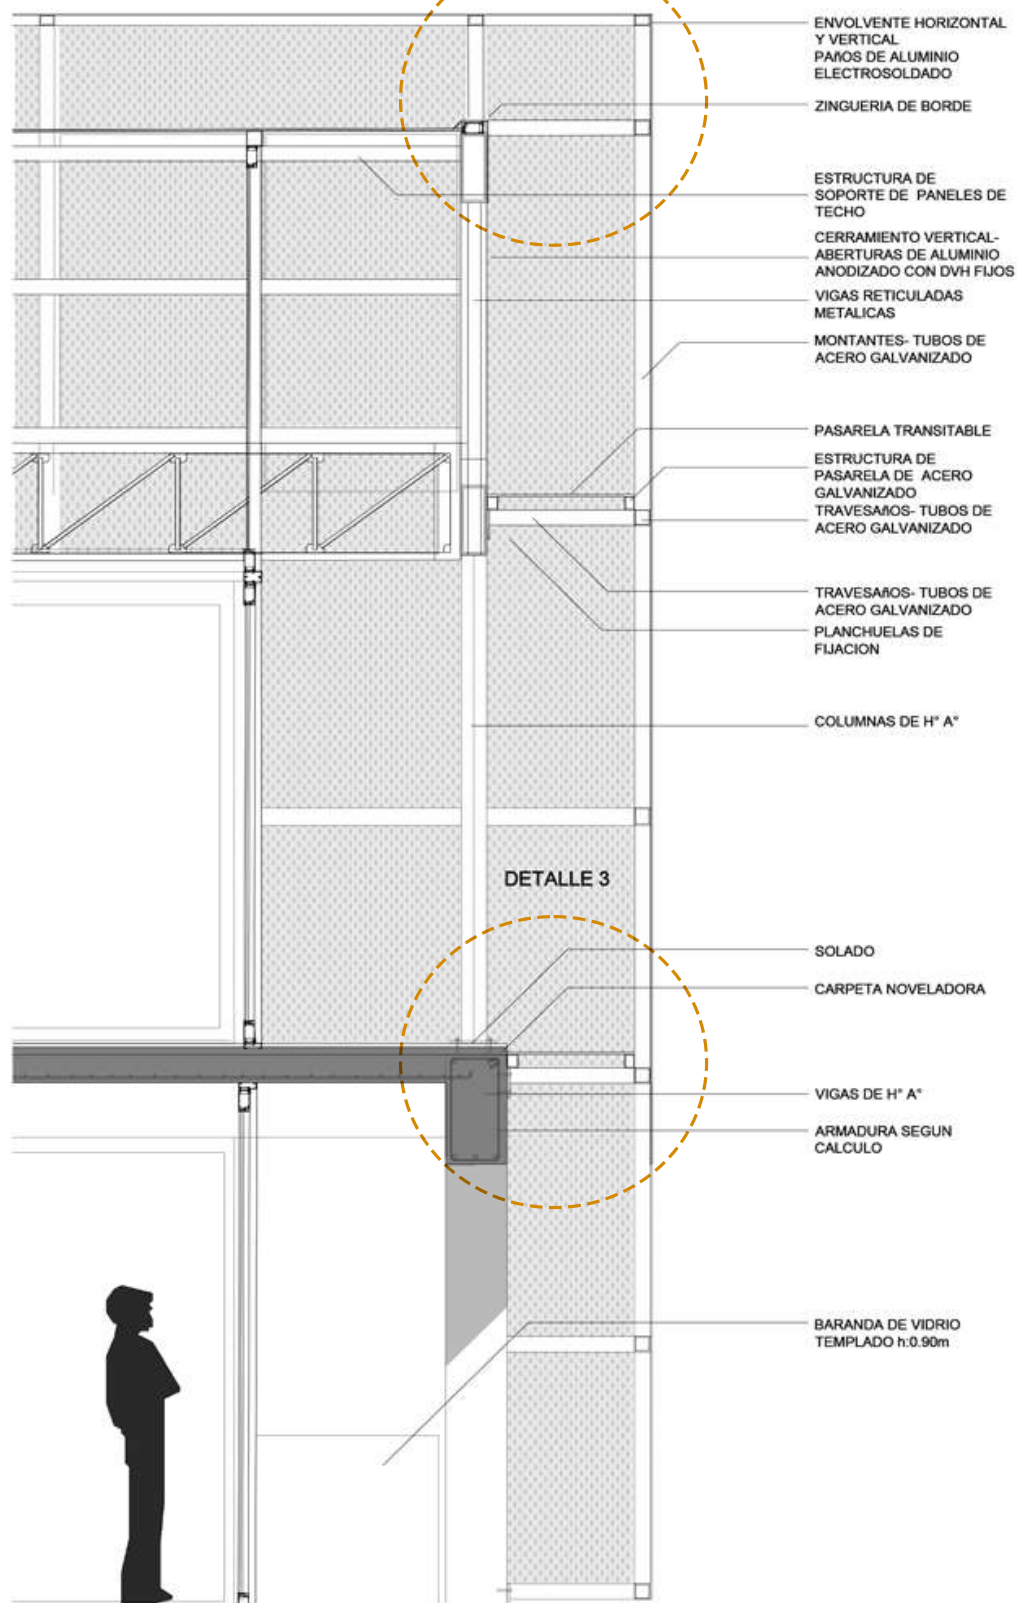 ENVOLVENTE HORIZONTAL
Y VERTICAL
PAñOS DE ALUMINIO
ELECTROSOLDADO
ZINGUERIA DE BORDE
ESTRUCTURA DE
SOPORTE DE PANELES DE
TECHO
CERRAMIENTO VERTICAL-
ABERTURAS DE ALUMINIO
ANODIZADO CON DVH FIJOS
VIGAS RETICULADAS
METALICAS
MONTANTES- TUBOS DE
ACERO GALVANIZADO
PASARELA TRANSITABLE
ESTRUCTURA DE
PASARELA DE ACERO
GALVANIZADO
TRAVESAñOS- TUBOS DE
ACERO GALVANIZADO
TRAVESAñOS- TUBOS DE
ACERO GALVANIZADO
PLANCHUELAS DE
FIJACION
COLUMNAS DE H° A°
DETALLE 3
SOLADO
CARPETA NOVELADORA
VIGAS DE H° A°
ARMADURA SEGUN
CALCULO
BARANDA DE VIDRIO
TEMPLADO h:0.90m